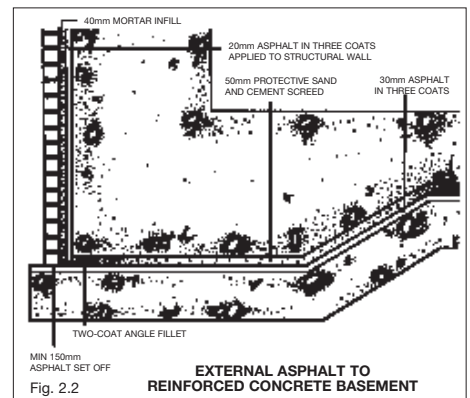 40mm MORTAR INFILL
20mm ASPHALT IN THREE COATS
APPLIED TO STRUCTURAL WALL
50mm PROTECTIVE SAND
AND CEMENT SCREED
30mm ASPHALT
IN THREE COATS
TWO-COAT ANGLE FILLET
MIN 150mm
ASPHALT SET OFF
Fig. 2.2
EXTERNAL ASPHALT TO
REINFORCED CONCRETE BASEMENT